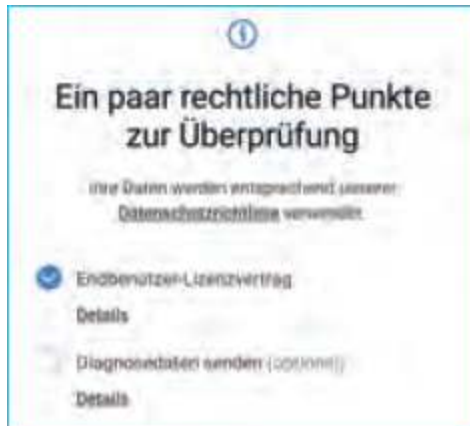 Ein paar rechtliche Punkte
zur Überprüfung
Ihre Daten werden entsprechend unserer
Datenschutzrichtlinie verwendet.
Endbenutzer-Lizenzvertrag
Details
Diagnosedaten senden (optional)
Details